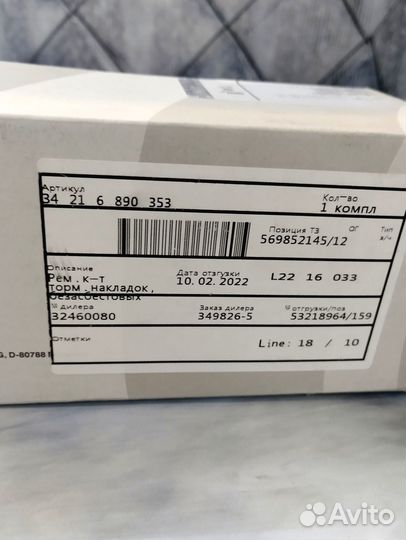 Артикул
34 21 6 890 353
Кол-во
1 компл
Позиция ТЗ ОГ Тип
з/ч
569852145/12
Описание
Рем.к-т
торм.накладок,
безасбестовых
Дата отгузки
10.02.2022
L22 16 033
№ дилера
32460080
Заказ дилера
349826-5
№ отгрузки/поз
53218964/159
Отметки
Line: 18 / 10
G, D-80788
Avito